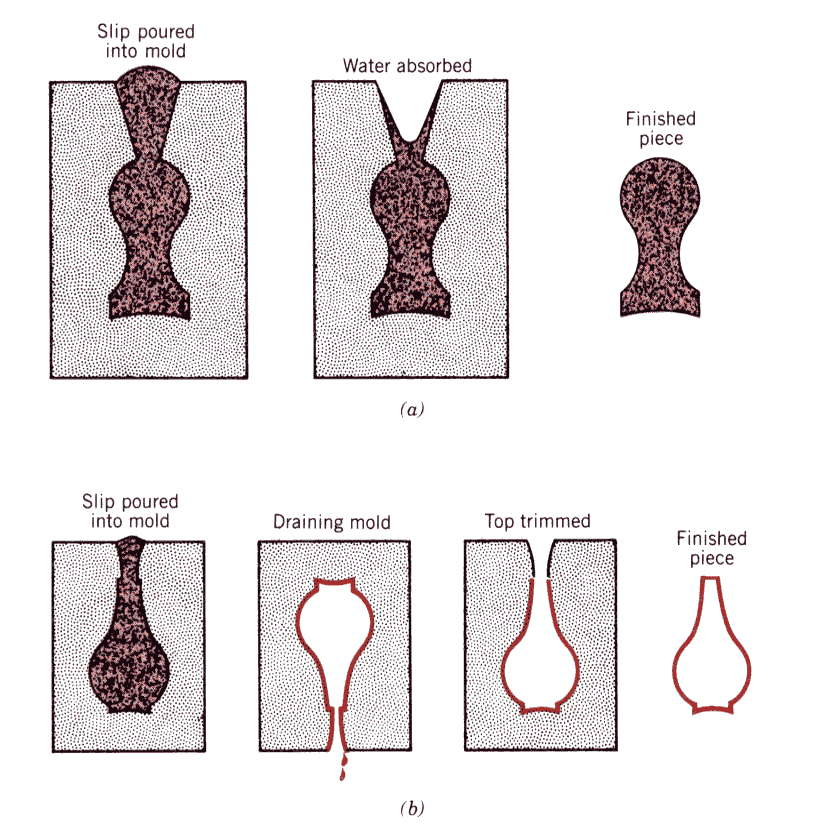 Slip poured
into mold
Water absorbed
Finished
piece
(a)
Slip poured
into mold
Draining mold
Top trimmed
Finished
piece
(b)